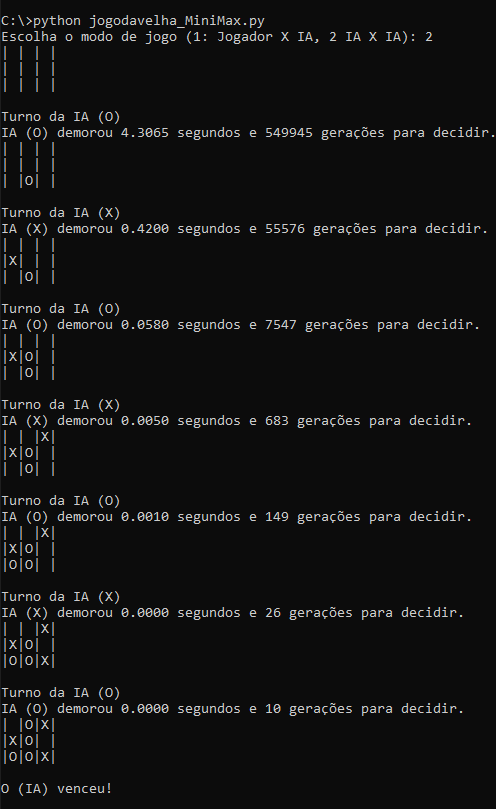 C:\>python jogodavelha_MiniMax.py
Escolha o modo de jogo (1: Jogador X IA, 2 IA X IA): 2
| | | |
| | | |
| | | |
Turno da IA (O)
IA (O) demorou 4.3065 segundos e 549945 gerações para decidir.
| | | |
| | | |
| |O| |
Turno da IA (X)
IA (X) demorou 0.4200 segundos e 55576 gerações para decidir.
| | | |
|X| | |
| |O| |
Turno da IA (O)
IA (O) demorou 0.0580 segundos e 7547 gerações para decidir.
| | | |
|X|O| |
| |O| |
Turno da IA (X)
IA (X) demorou 0.0050 segundos e 683 gerações para decidir.
| | |X|
|X|O| |
| |O| |
Turno da IA (O)
IA (O) demorou 0.0010 segundos e 149 gerações para decidir.
| | |X|
|X|O| |
|O|O| |
Turno da IA (X)
IA (X) demorou 0.0000 segundos e 26 gerações para decidir.
| | |X|
|X|O| |
|O|O|X|
Turno da IA (O)
IA (O) demorou 0.0000 segundos e 10 gerações para decidir.
| |O|X|
|X|O| |
|O|O|X|
O (IA) venceu!